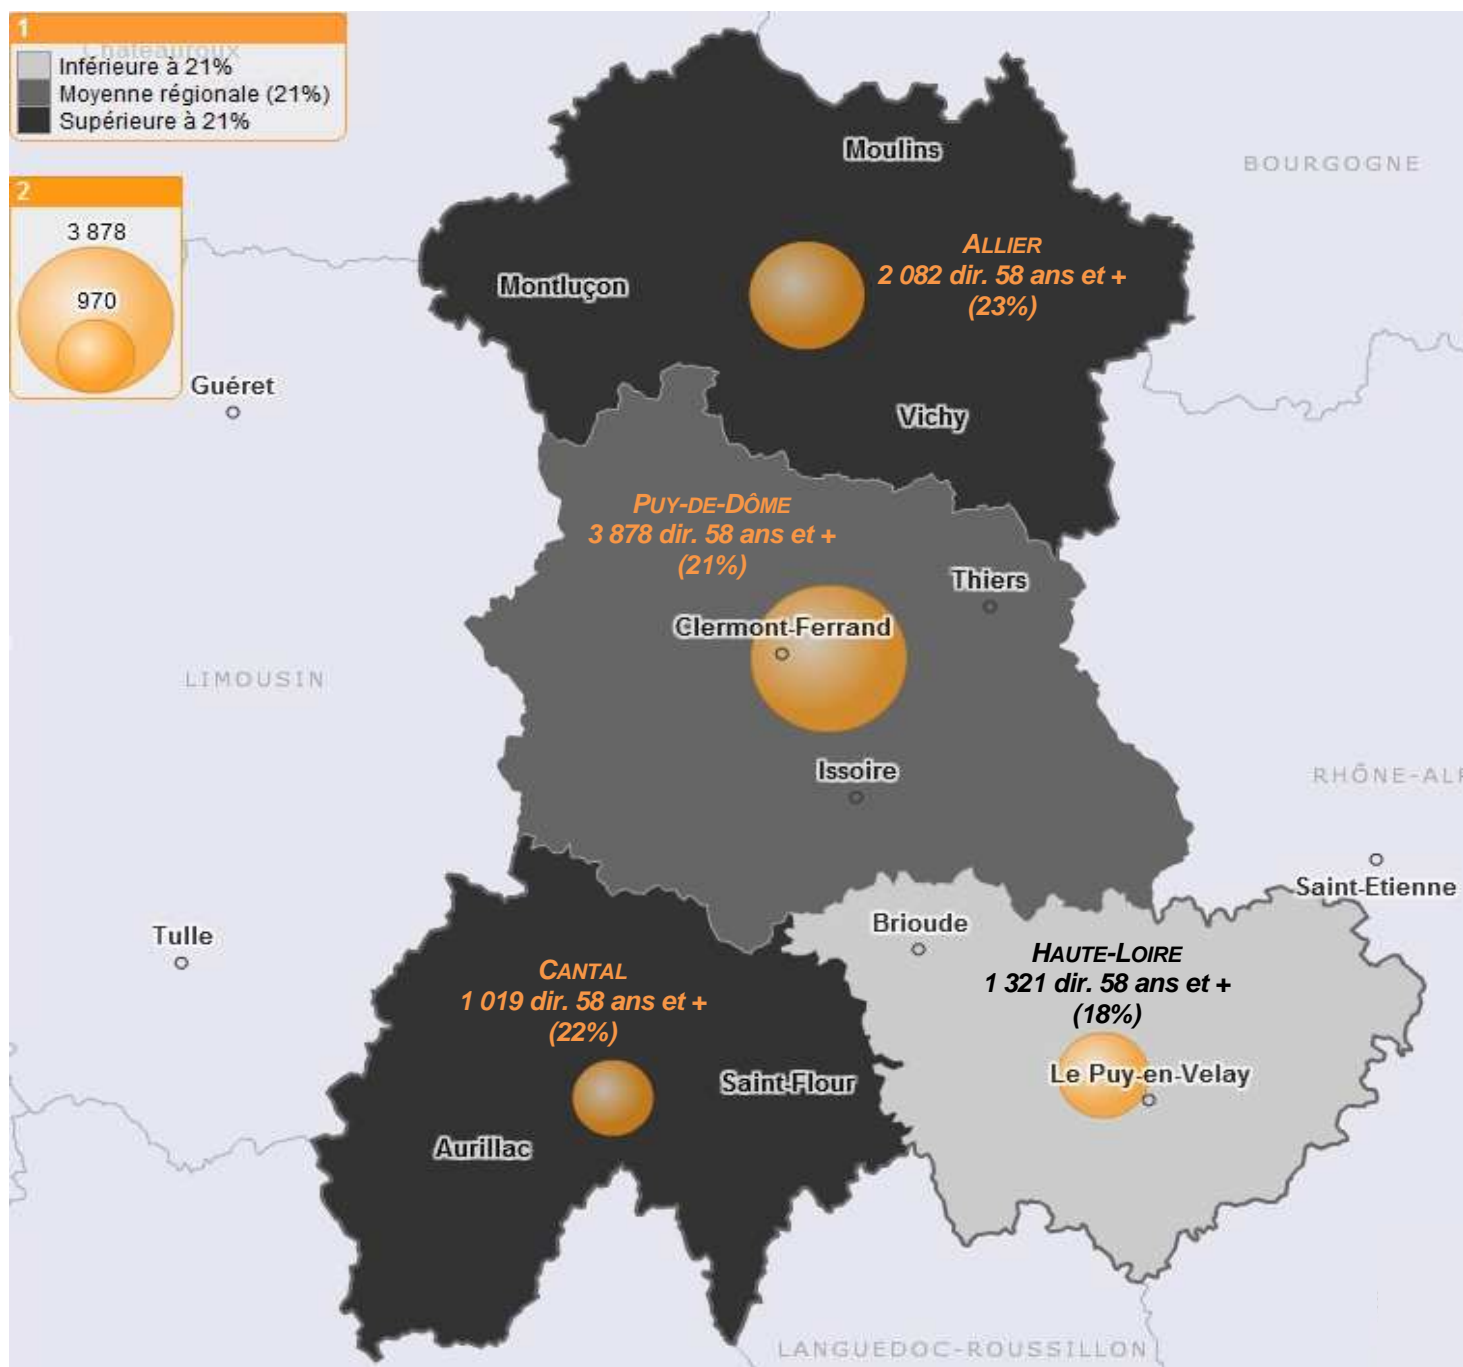 1
Châteauroux
Inférieure à 21%
Moyenne régionale (21%)
Supérieure à 21%
2
3 878
970
Moulins
BOURGOGNE
ALLIER
2 082 dir. 58 ans et +
(23%)
Montluçon
Guéret
Vichy
PUY-DE-DÔME
3 878 dir. 58 ans et +
(21%)
Thiers
Clermont-Ferrand
LIMOUSIN
Issoire
RHÔNE-ALP
Saint-Etienne
Brioude
Tulle
HAUTE-LOIRE
1 321 dir. 58 ans et +
(18%)
CANTAL
1 019 dir. 58 ans et +
(22%)
Le Puy-en-Velay
Saint-Flour
Aurillac
LANGUEDOC-ROUSSILLON